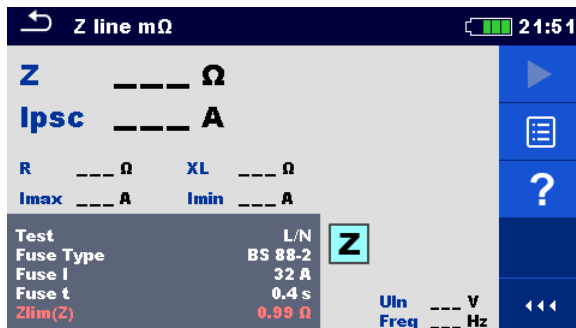 Z line mΩ 21:51
Z ___ Ω
Ipsc ___ A
R ___ Ω XL ___ Ω
Imax ___ A Imin ___ A
?
Test L/N
Fuse Type BS 88-2
Fuse I 32 A
Fuse t 0.4 s
Zlim(Z) 0.99 Ω
Z
Uln ___ V
Freq ___ Hz